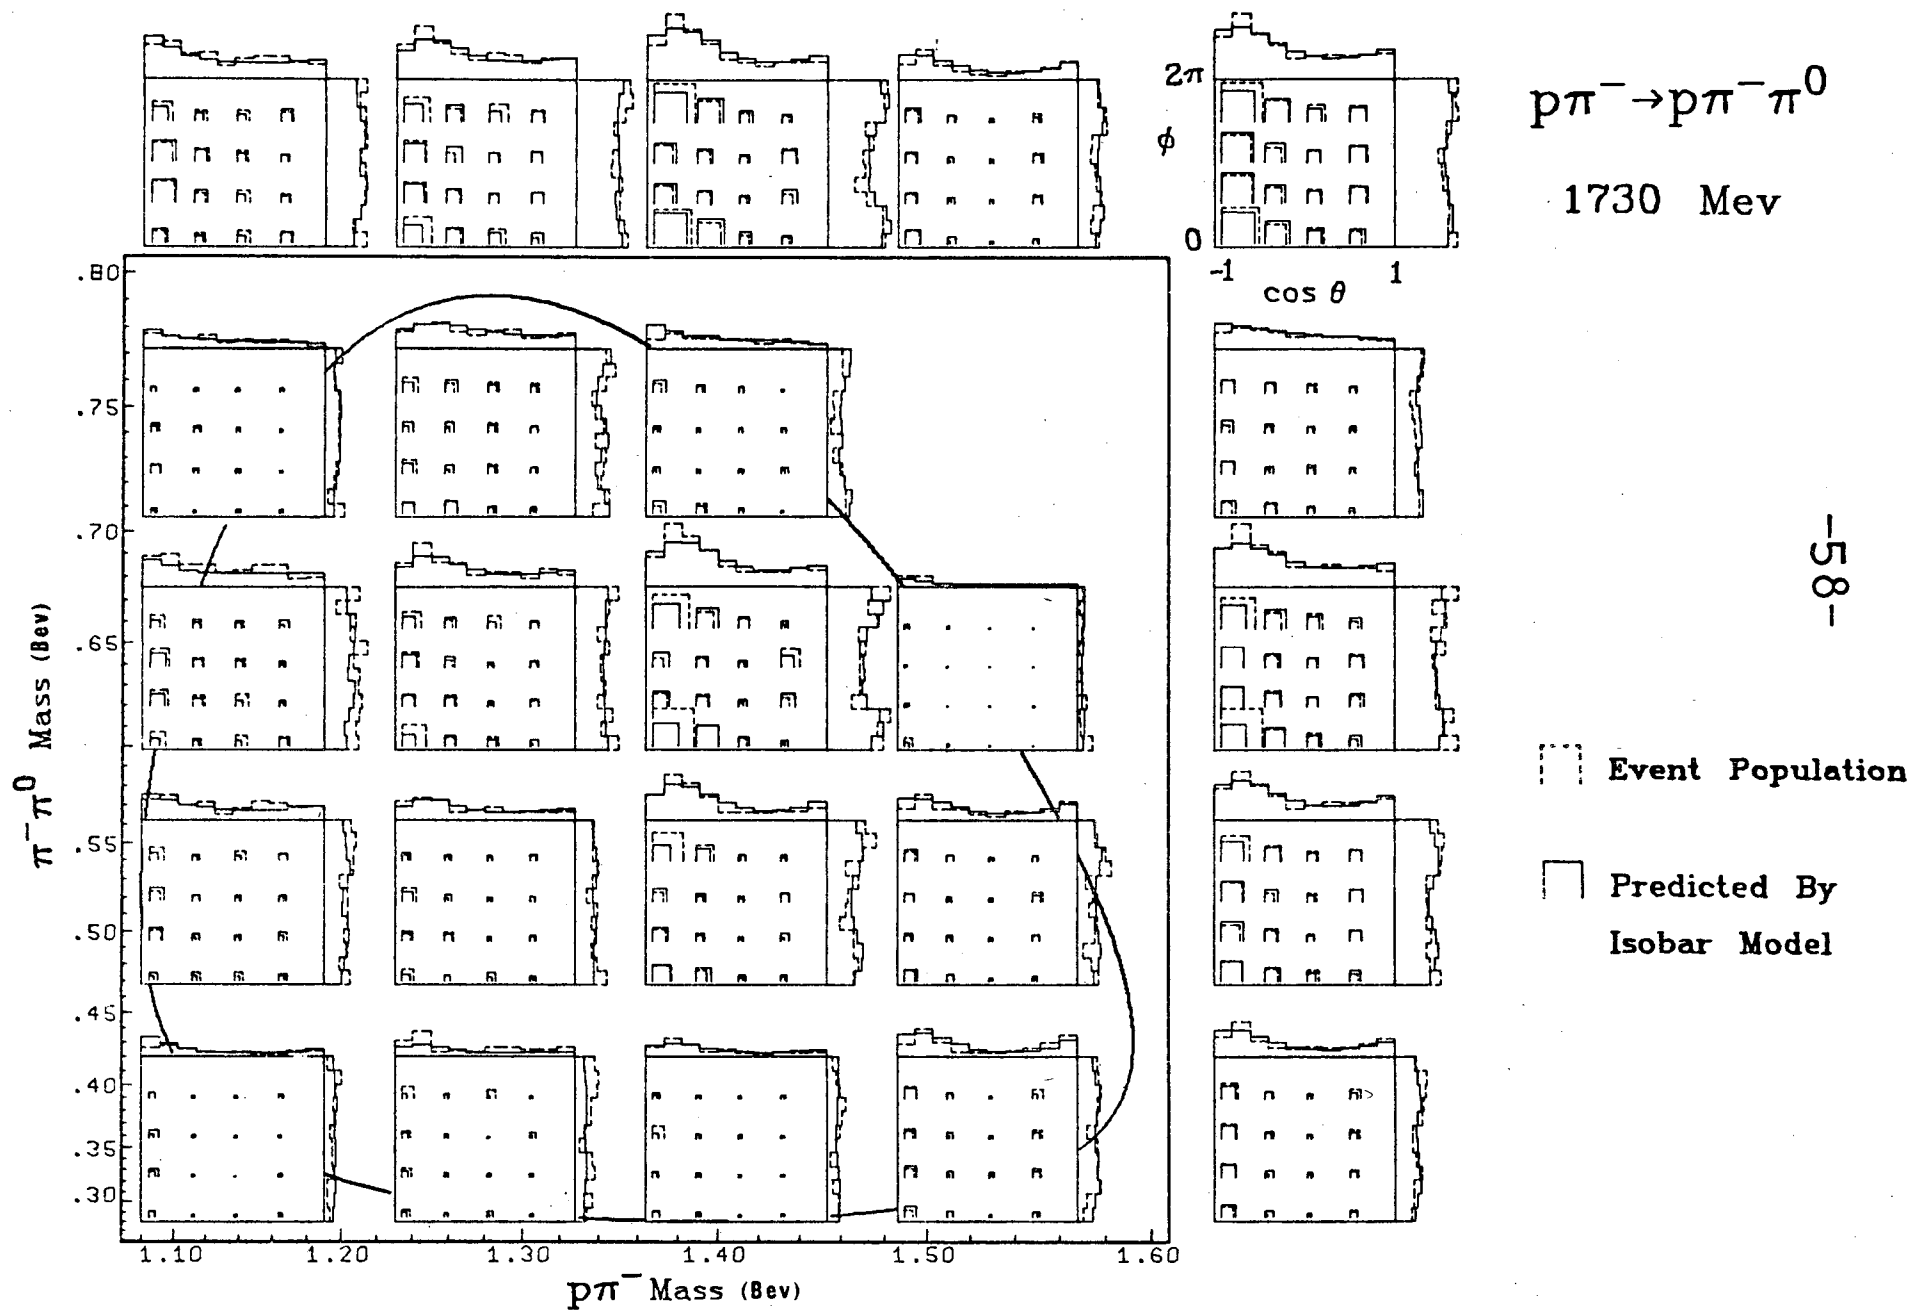 pπ⁻→pπ⁻π⁰
1730 Mev
2π
ϕ
0
-1
1
cos θ
.80
.75
.70
.65
.55
.50
.45
.40
.35
.30
π⁻π⁰ Mass (Bev)
1.10
1.20
1.30
1.40
1.50
1.60
pπ⁻ Mass (Bev)
Event Population
Predicted By
Isobar Model
-58-